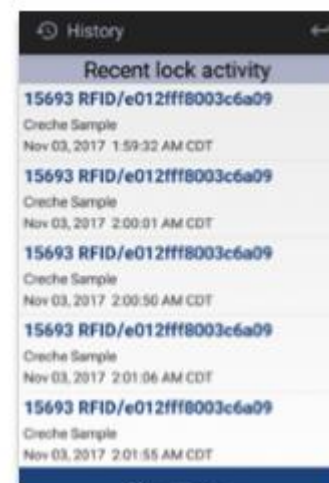 History
Recent lock activity
15693 RFID/e012fff8003c6a09
Creche Sample
Nov 03, 2017 1:59:32 AM CDT
15693 RFID/e012fff8003c6a09
Creche Sample
Nov 03, 2017 2:00:01 AM CDT
15693 RFID/e012fff8003c6a09
Creche Sample
Nov 03, 2017 2:00:50 AM CDT
15693 RFID/e012fff8003c6a09
Creche Sample
Nov 03, 2017 2:01:06 AM CDT
15693 RFID/e012fff8003c6a09
Creche Sample
Nov 03, 2017 2:01:55 AM CDT